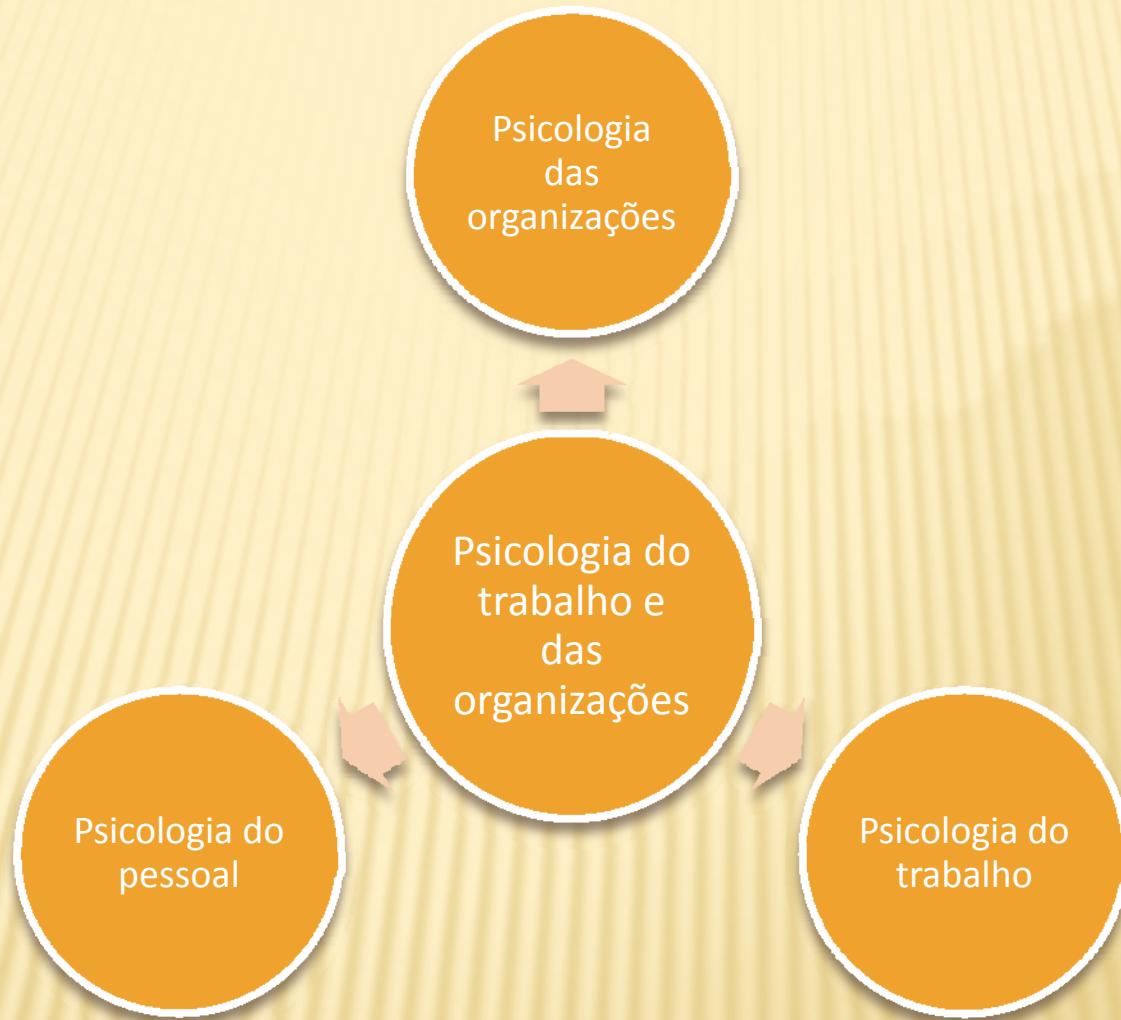 Psicologia
das
organizações
Psicologia do
trabalho e
das
organizações
Psicologia do
pessoal
Psicologia do
trabalho